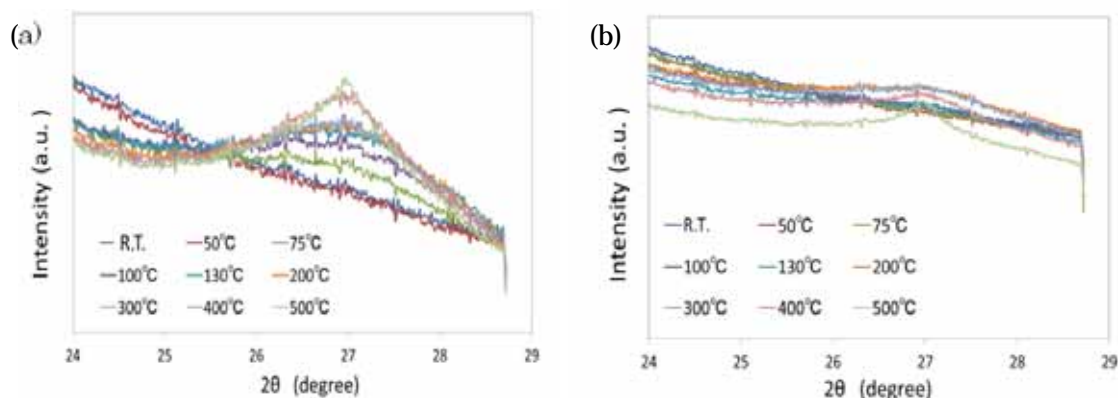 (a)
Intensity (a.u.)
R.T. 50°C 75°C
100°C 130°C 200°C
300°C 400°C 500°C
24 25 26 27 28 29
2θ (degree)
(b)
Intensity (a.u.)
R.T. 50°C 75°C
100°C 130°C 200°C
300°C 400°C 500°C
24 25 26 27 28 29
2θ (degree)